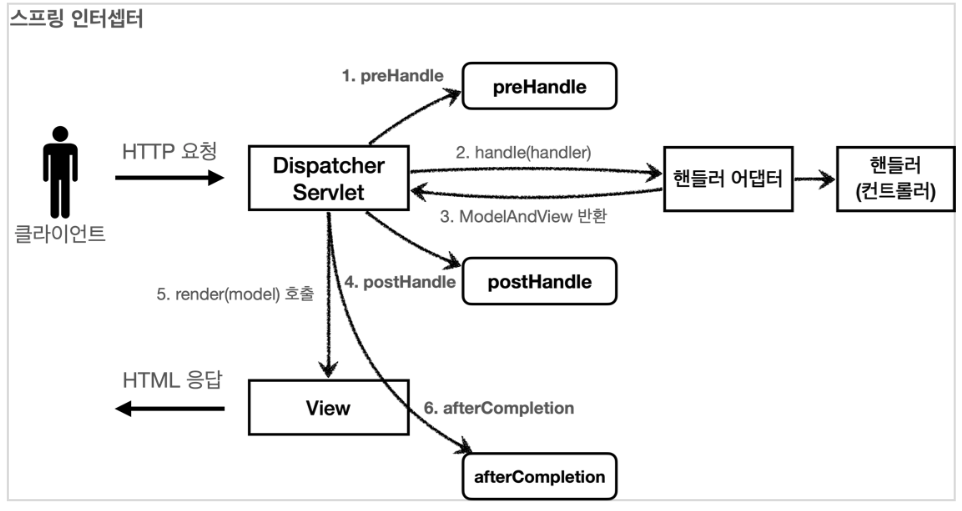 스프링 인터셉터
1. preHandle
preHandle
HTTP 요청
Dispatcher
Servlet
2. handle(handler)
핸들러 어댑터
핸들러
(컨트롤러)
3. ModelAndView 반환
클라이언트
4. postHandle
postHandle
5. render(model) 호출
HTML 응답
View
6. afterCompletion
afterCompletion